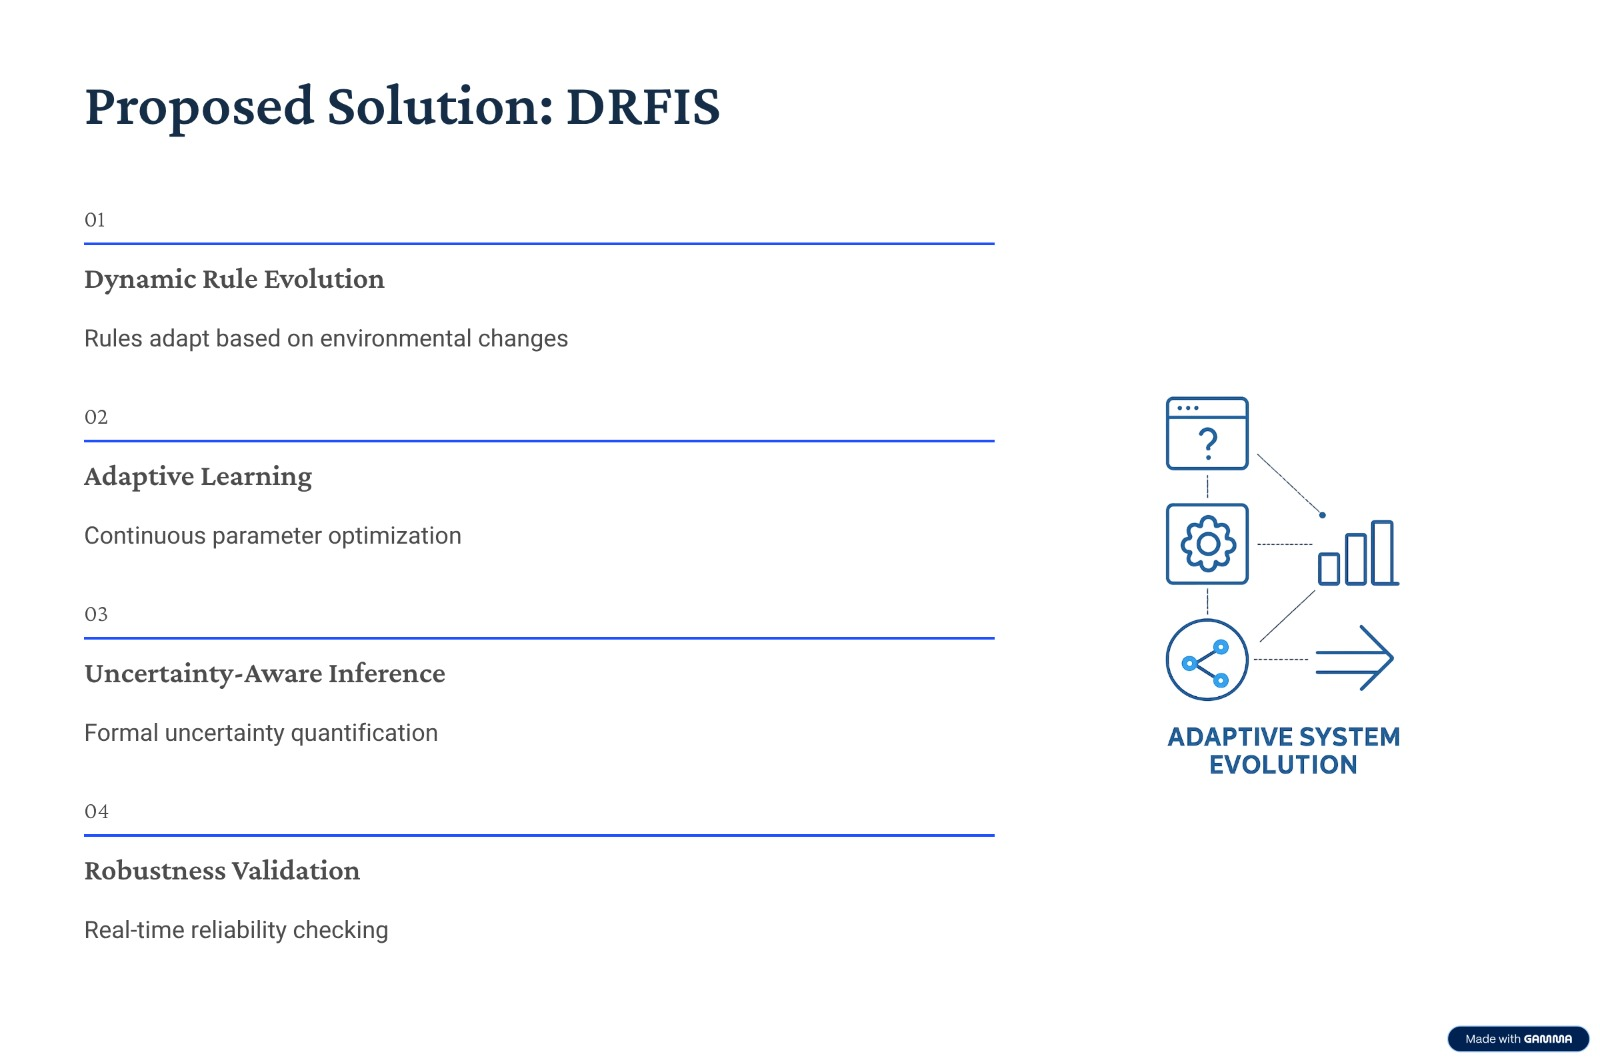 Proposed Solution: DRFIS
01
Dynamic Rule Evolution
Rules adapt based on environmental changes
02
Adaptive Learning
Continuous parameter optimization
03
Uncertainty-Aware Inference
Formal uncertainty quantification
04
Robustness Validation
Real-time reliability checking
?
ADAPTIVE SYSTEM
EVOLUTION
Made with GAMMA